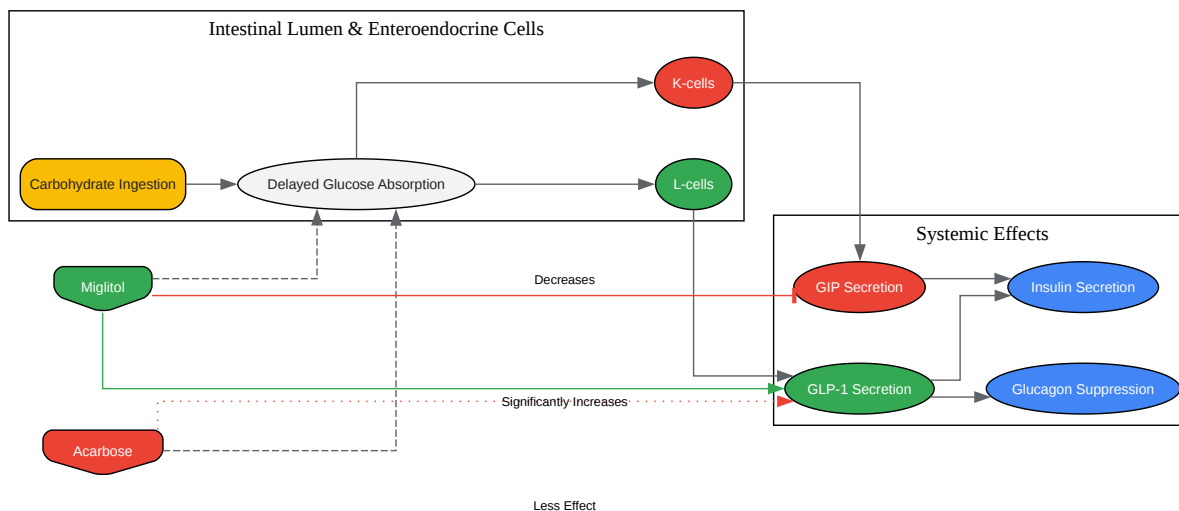 Intestinal Lumen & Enteroendocrine Cells
K-cells
Carbohydrate Ingestion
Delayed Glucose Absorption
L-cells
Systemic Effects
Miglitol
Decreases
GIP Secretion
Insulin Secretion
GLP-1 Secretion
Glucagon Suppression
Significantly Increases
Acarbose
Less Effect